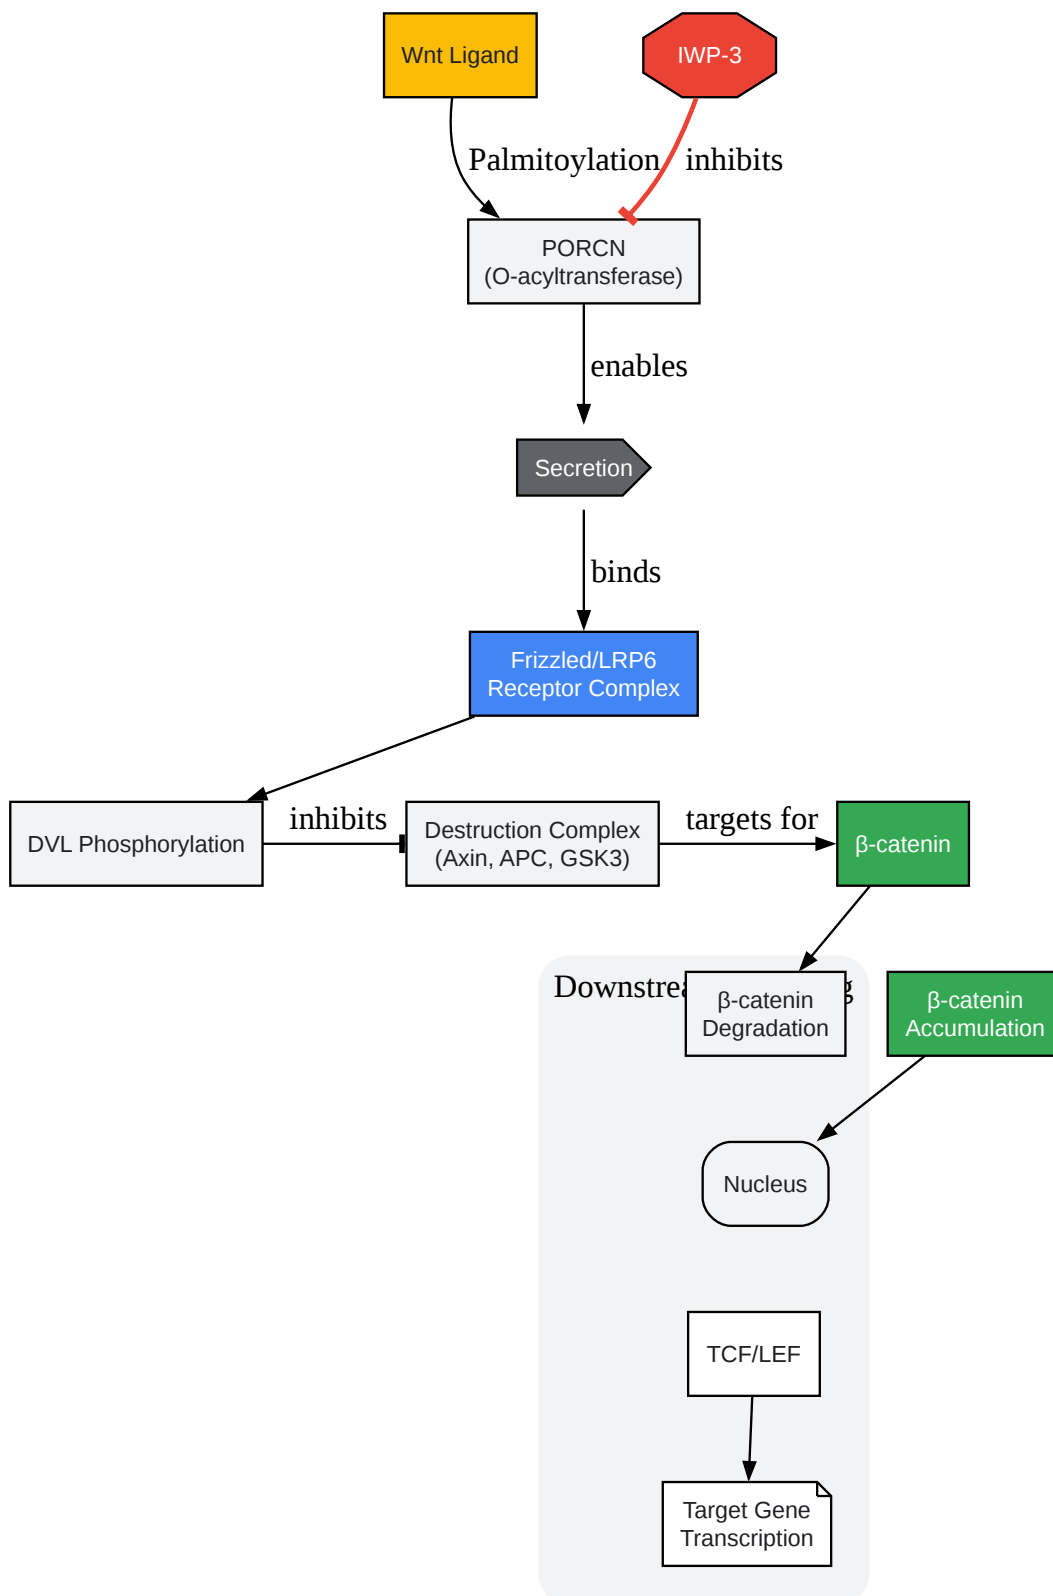 Wnt Ligand
IWP-3
Palmitoylation
inhibits
PORCN
(O-acyltransferase)
enables
Secretion
binds
Frizzled/LRP6
Receptor Complex
DVL Phosphorylation
inhibits
Destruction Complex
(Axin, APC, GSK3)
targets for
β-catenin
β-catenin
Degradation
β-catenin
Accumulation
Nucleus
TCF/LEF
Target Gene
Transcription